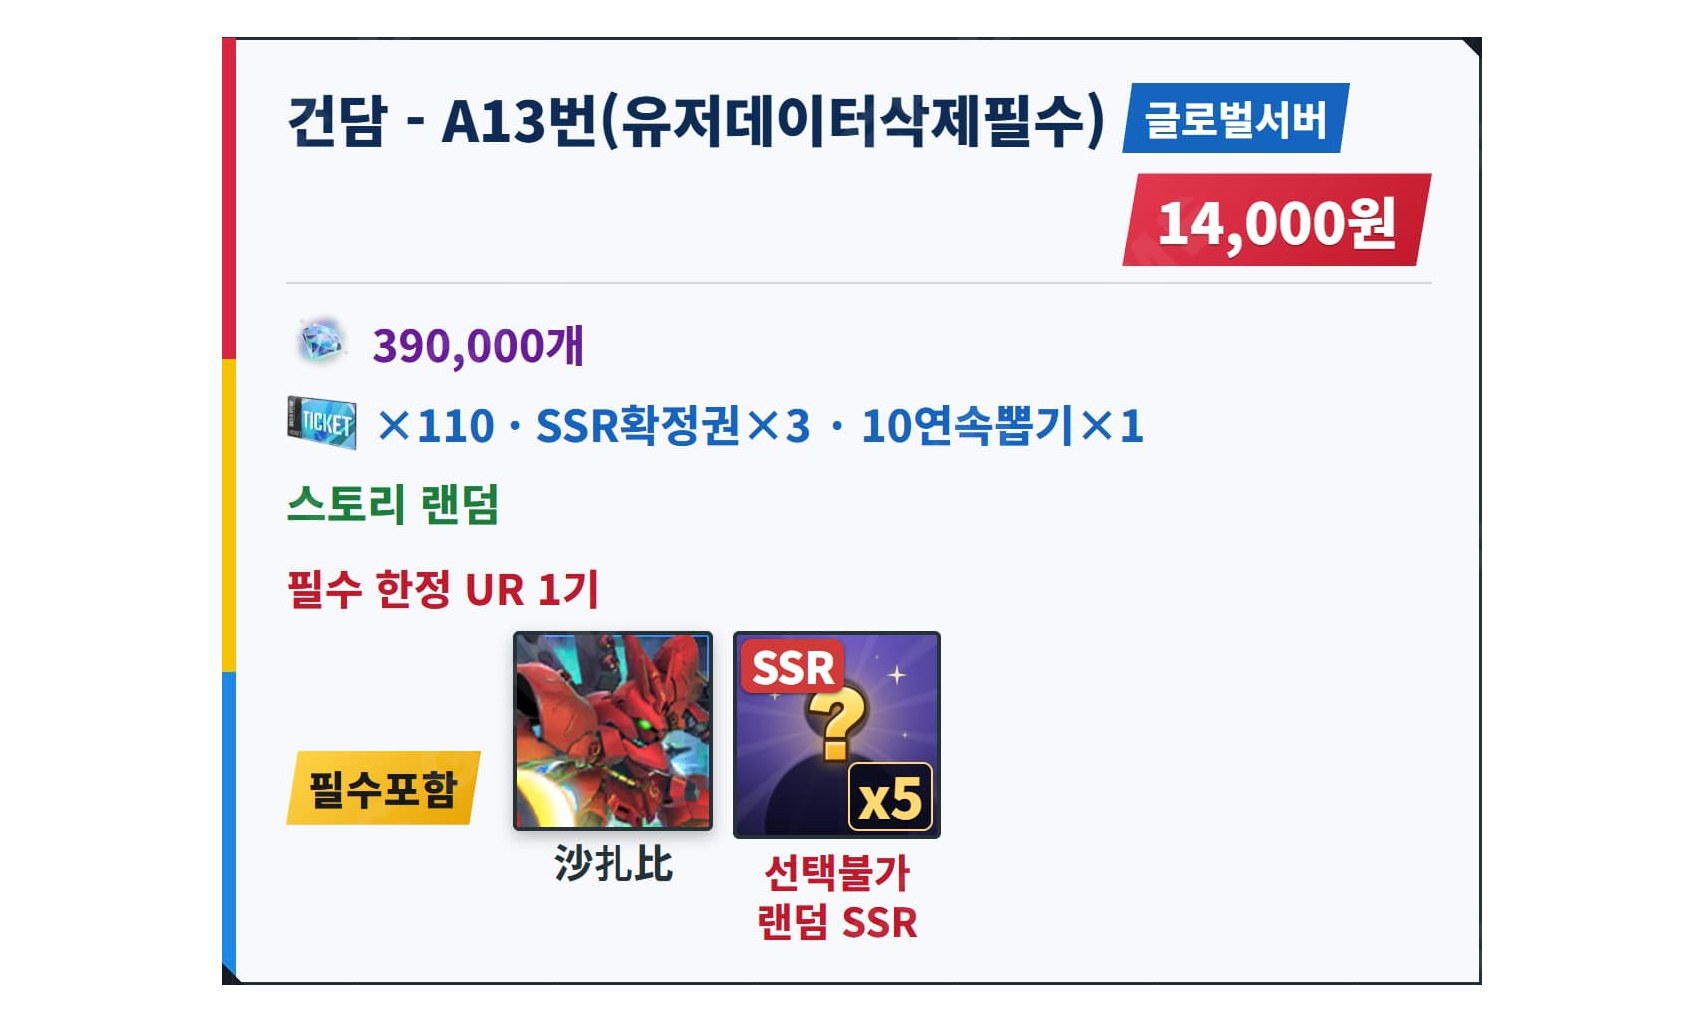 건담 - A13번(유저데이터삭제필수) 글로벌서버
14,000원
390,000개
TICKET ×110 · SSR확정권×3 · 10연속뽑기×1
스토리 랜덤
필수 한정 UR 1기
필수포함
沙扎比
SSR
?
x5
선택불가
랜덤 SSR